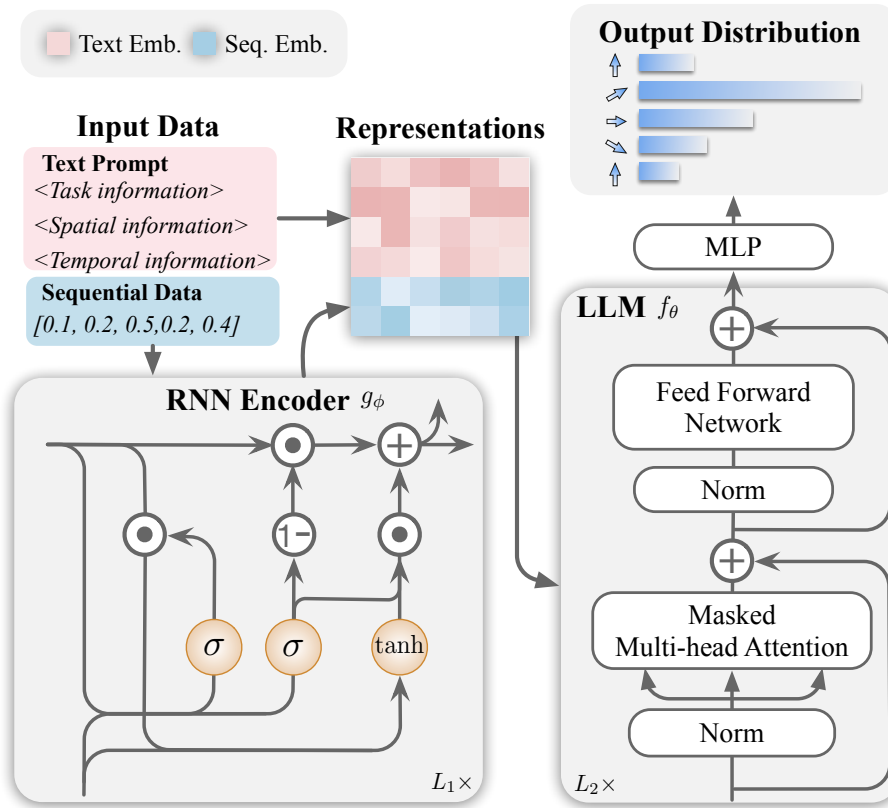 Text Emb. Seq. Emb.
Output Distribution
Input Data
Representations
Text Prompt
<Task information>
<Spatial information>
<Temporal information>
Sequential Data
[0.1, 0.2, 0.5,0.2, 0.4]
MLP
LLM f_θ
Feed Forward
Network
Norm
Masked
Multi-head Attention
Norm
L₂×
RNN Encoder g_ϕ
1−
σ σ tanh
L₁×